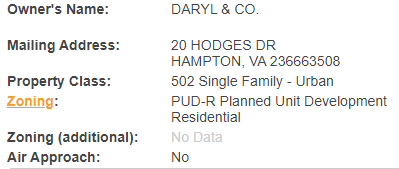 Owner's Name: DARYL & CO.
Mailing Address: 20 HODGES DR
HAMPTON, VA 236663508
Property Class: 502 Single Family - Urban
Zoning: PUD-R Planned Unit Development
Residential
Zoning (additional): No Data
Air Approach: No